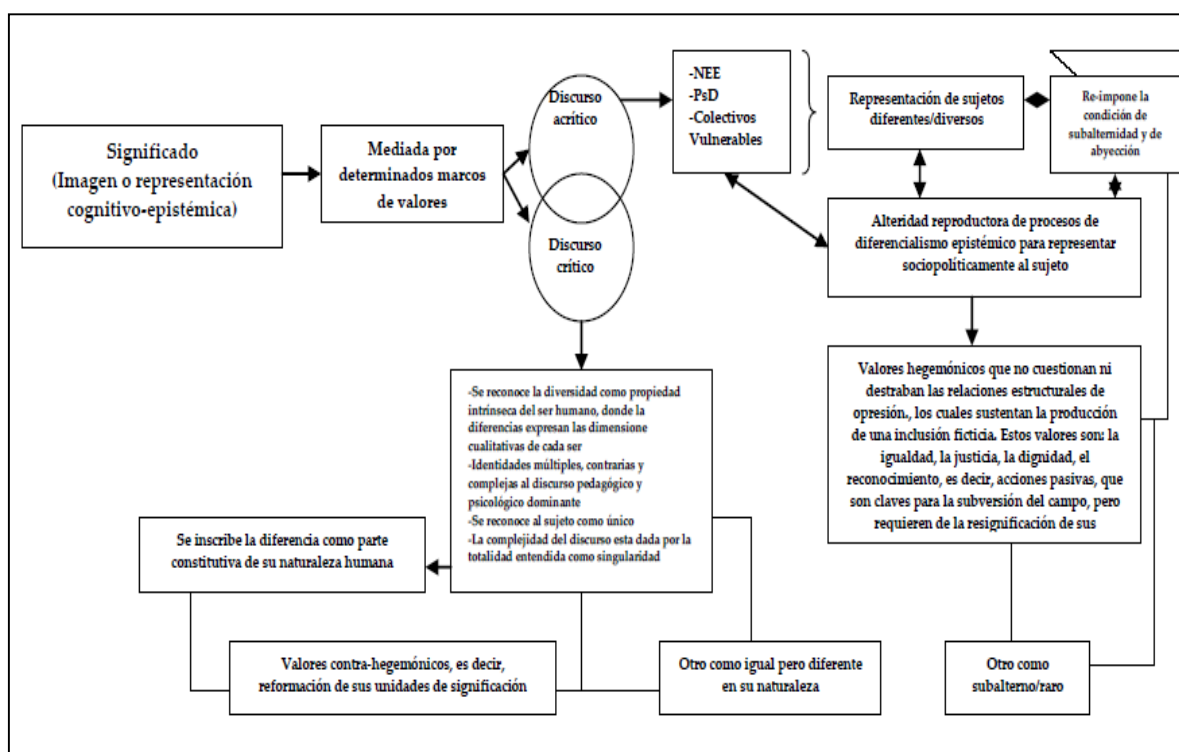 Significado
(Imagen o representación
cognitivo-epistémica)
Mediada por
determinados marcos
de valores
Discurso
acrítico
Discurso
crítico
-NEE
-PsD
-Colectivos
Vulnerables
Representación de sujetos
diferentes/diversos
Re-impone la
condición de
subalternidad y de
abyección
Alteridad reproductora de procesos de
diferencialismo epistémico para representar
sociopolíticamente al sujeto
Valores hegemónicos que no cuestionan ni
destraban las relaciones estructurales de
opresión., los cuales sustentan la producción
de una inclusión ficticia. Estos valores son: la
igualdad, la justicia, la dignidad, el
reconocimiento, es decir, acciones pasivas, que
son claves para la subversión del campo, pero
requieren de la resignificación de sus
-Se reconoce la diversidad como propiedad
intrínseca del ser humano, donde la
diferencias expresan las dimensione
cualitativas de cada ser
-Identidades múltiples, contrarias y
complejas al discurso pedagógico y
psicológico dominante
-Se reconoce al sujeto como único
-La complejidad del discurso esta dada por la
totalidad entendida como singularidad
Se inscribe la diferencia como parte
constitutiva de su naturaleza humana
Valores contra-hegemónicos, es decir,
reformación de sus unidades de significación
Otro como igual pero diferente
en su naturaleza
Otro como
subalterno/raro